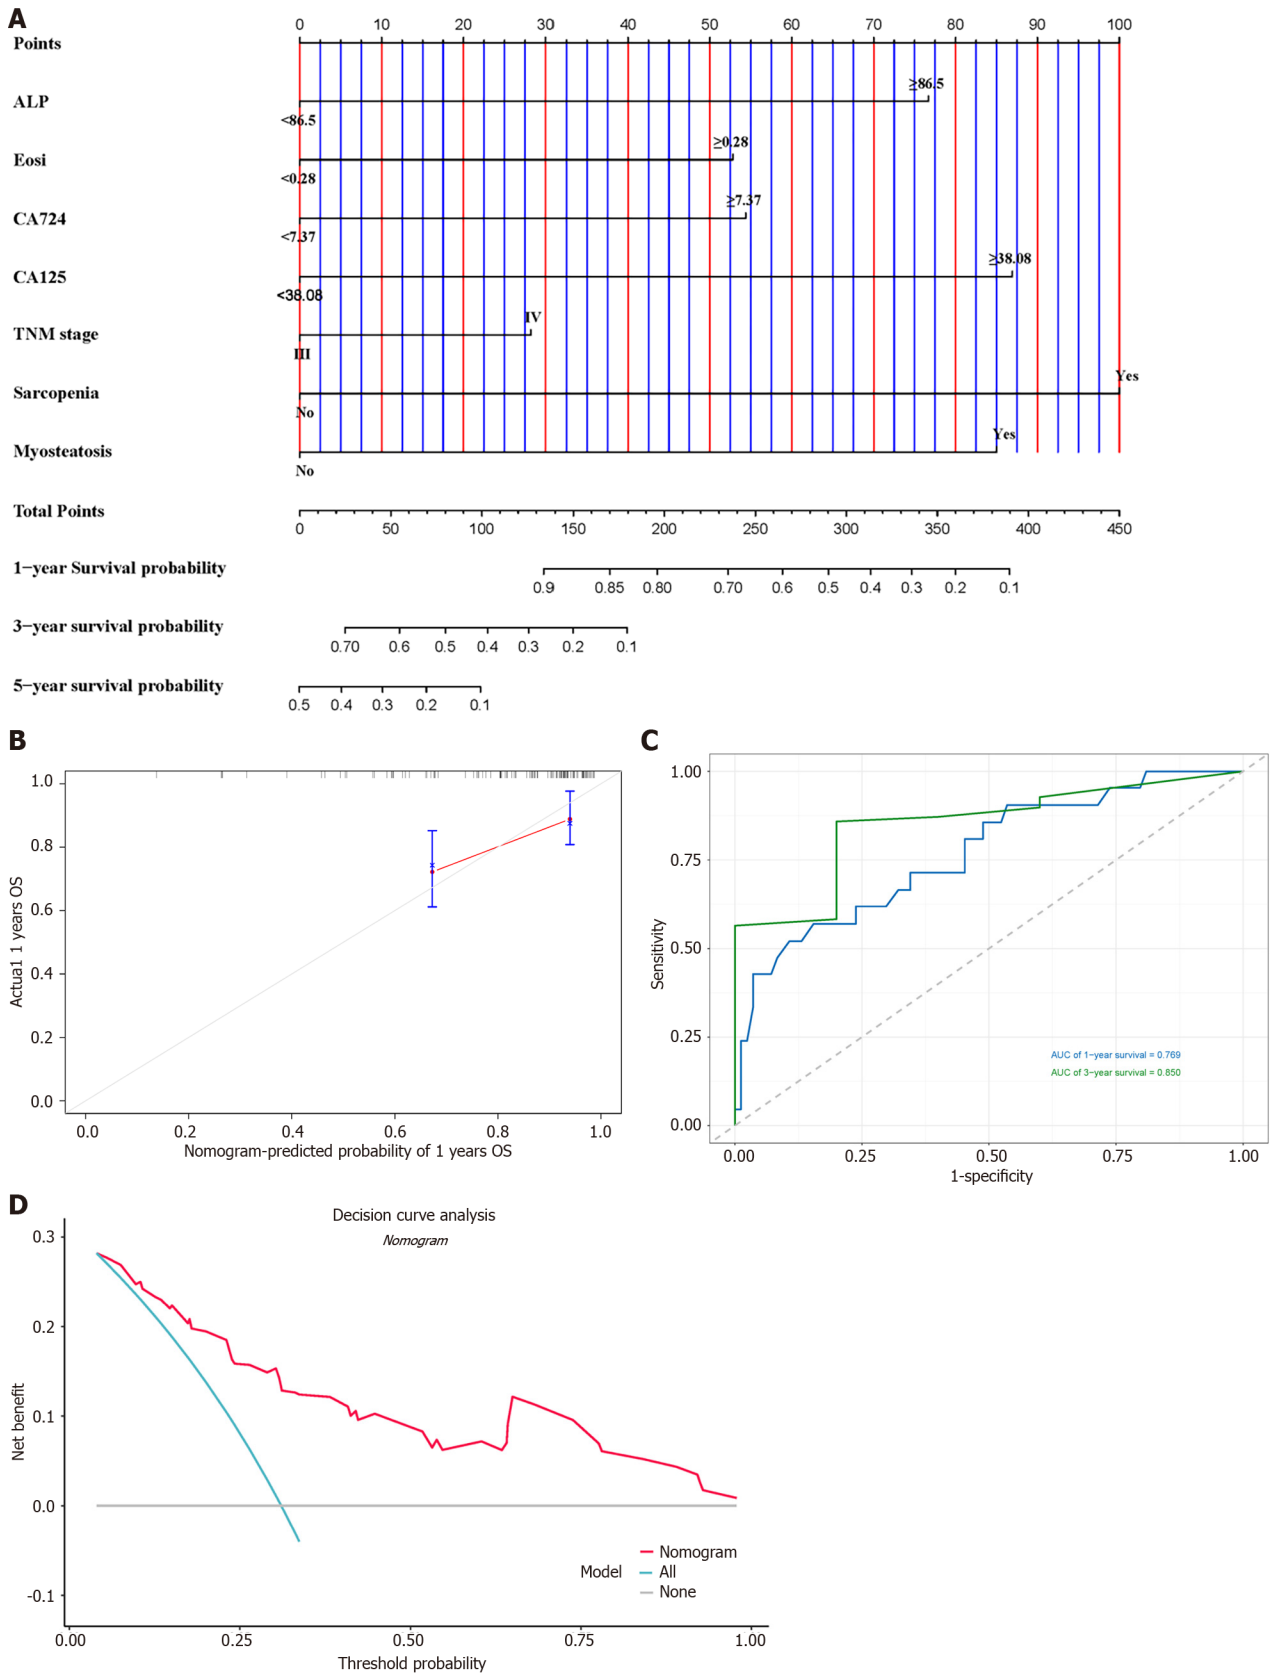 A
0 10 20 30 40 50 60 70 80 90 100
Points
≥86.5
ALP
<86.5
≥0.28
Eosi
<0.28
≥7.37
CA724
<7.37
≥38.08
CA125
<38.08
IV
TNM stage
III
Yes
Sarcopenia
No
Yes
Myosteatosis
No
Total Points
0 50 100 150 200 250 300 350 400 450
1−year Survival probability
0.9 0.85 0.80 0.70 0.6 0.5 0.4 0.3 0.2 0.1
3−year survival probability
0.70 0.6 0.5 0.4 0.3 0.2 0.1
5−year survival probability
0.5 0.4 0.3 0.2 0.1
B
1.0
0.8
0.6
0.4
0.2
0.0
Actua1 1 years OS
0.0 0.2 0.4 0.6 0.8 1.0
Nomogram-predicted probability of 1 years OS
C
1.00
0.75
0.50
0.25
0.00
Sensitivity
AUC of 1-year survival = 0.769
AUC of 3-year survival = 0.850
0.00 0.25 0.50 0.75 1.00
1-specificity
D
Decision curve analysis
Nomogram
0.3
0.2
0.1
0.0
-0.1
Net benefit
Model
Nomogram
All
None
0.00 0.25 0.50 0.75 1.00
Threshold probability